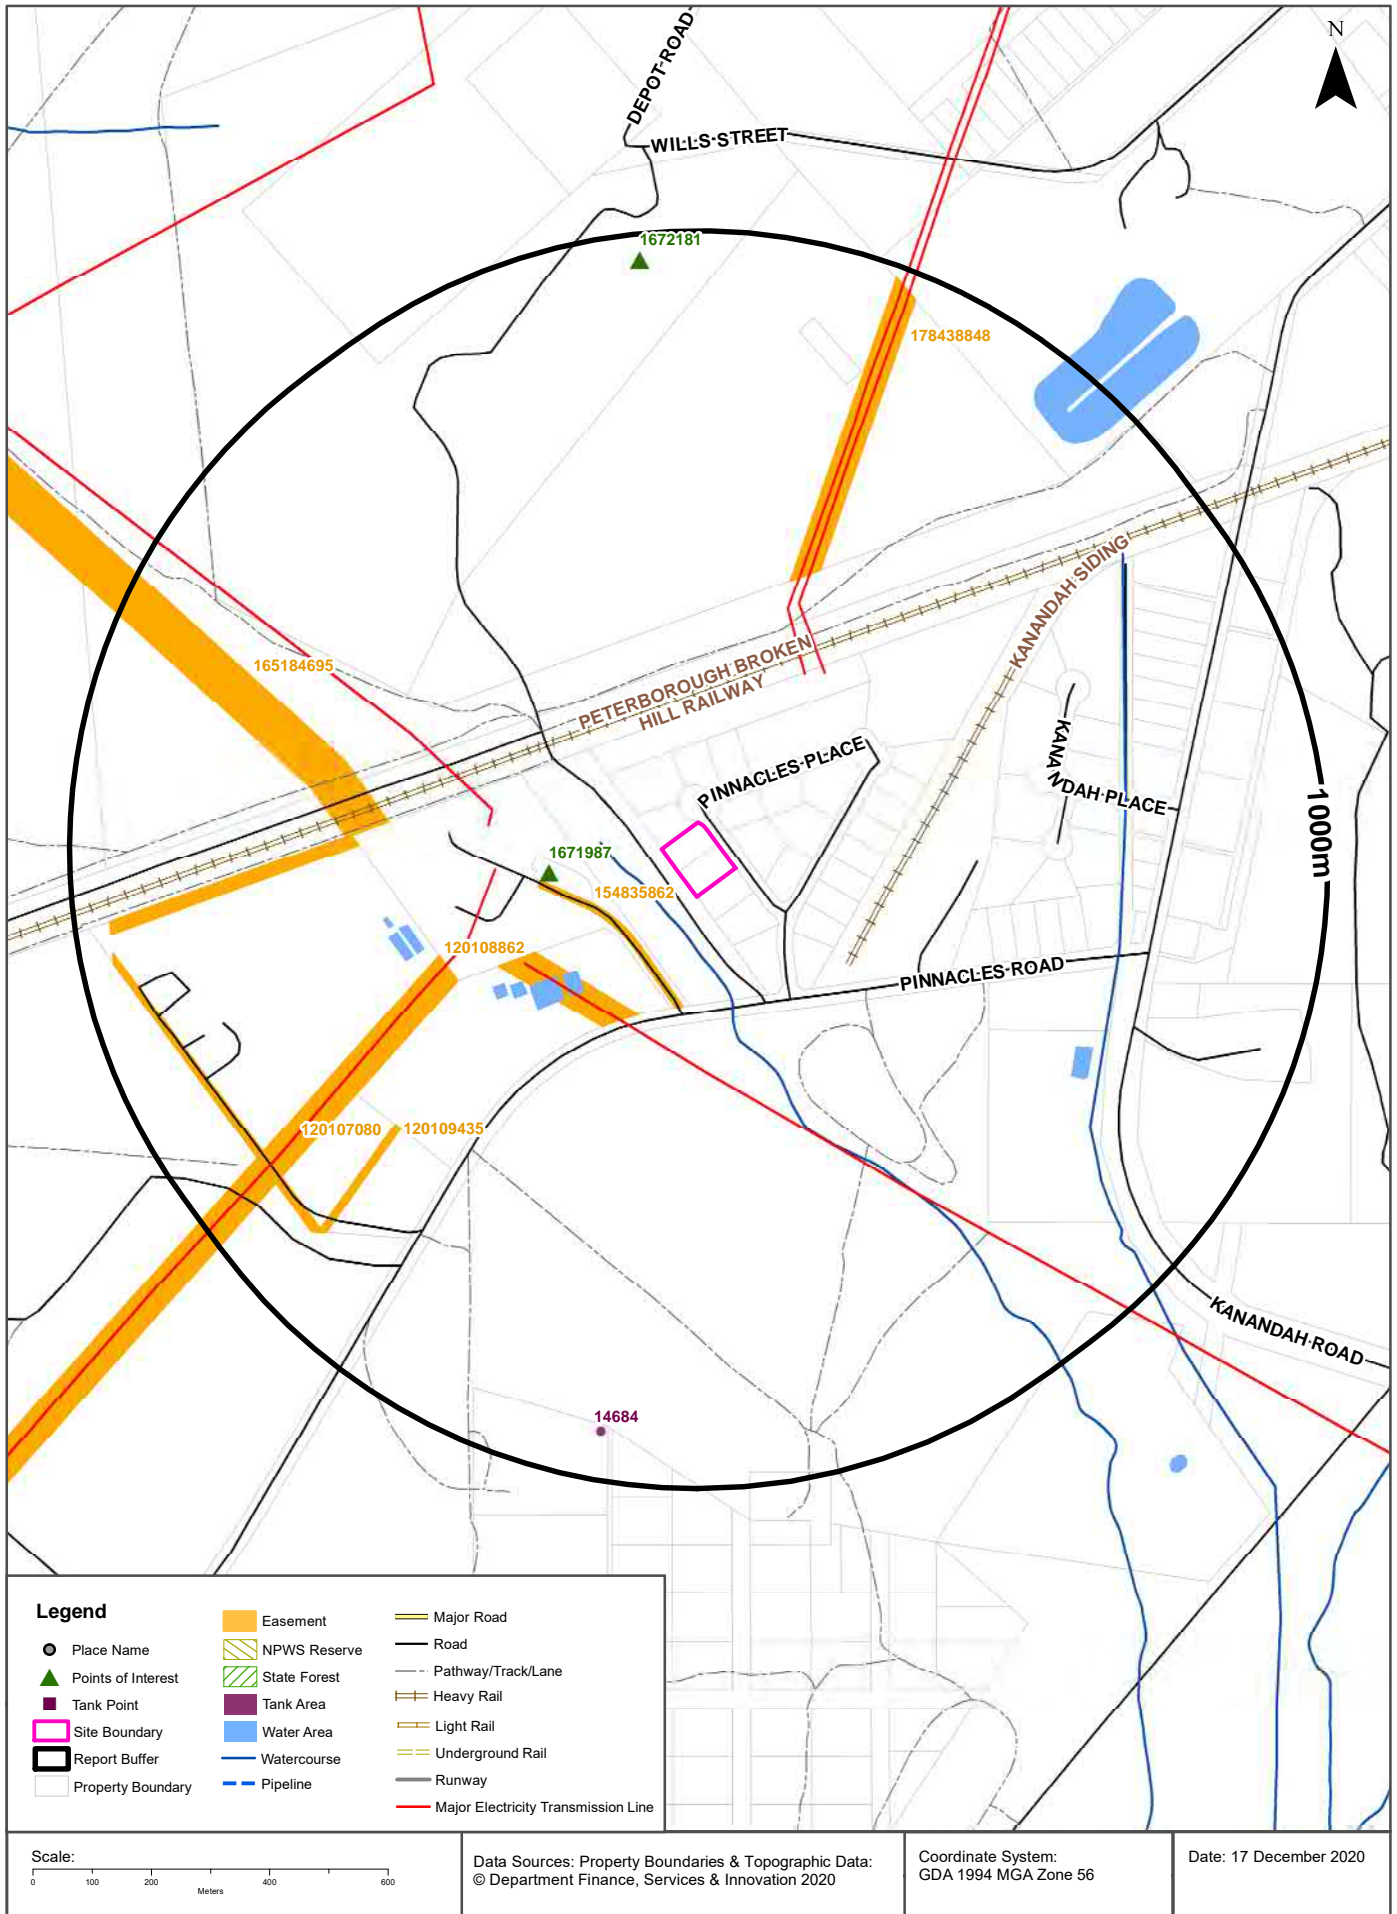 N
DEPOT ROAD
WILLS STREET
1672181
178438848
165184695
PETERBOROUGH BROKEN
HILL RAILWAY
KANANDAH SIDING
PINNACLES PLACE
KANANDAH PLACE
1000m
1671987
154835862
120108862
PINNACLES ROAD
120107080
120109435
KANANDAH ROAD
14684
Legend
Place Name
Points of Interest
Tank Point
Site Boundary
Report Buffer
Property Boundary
Easement
NPWS Reserve
State Forest
Tank Area
Water Area
Watercourse
Pipeline
Major Road
Road
Pathway/Track/Lane
Heavy Rail
Light Rail
Underground Rail
Runway
Major Electricity Transmission Line
Scale:
0 100 200 400 600
Meters
Data Sources: Property Boundaries & Topographic Data:
© Department Finance, Services & Innovation 2020
Coordinate System:
GDA 1994 MGA Zone 56
Date: 17 December 2020